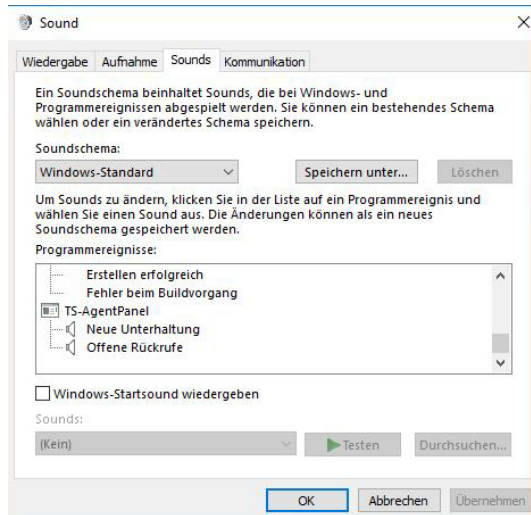 Sound
Wiedergabe Aufnahme Sounds Kommunikation
Ein Soundschema beinhaltet Sounds, die bei Windows- und
Programmereignissen abgespielt werden. Sie können ein bestehendes Schema
wählen oder ein verändertes Schema speichern.
Soundschema:
Windows-Standard Speichern unter... Löschen
Um Sounds zu ändern, klicken Sie in der Liste auf ein Programmereignis und
wählen Sie einen Sound aus. Die Änderungen können als ein neues
Soundschema gespeichert werden.
Programmereignisse:
Erstellen erfolgreich
Fehler beim Buildvorgang
TS-AgentPanel
Neue Unterhaltung
Offene Rückrufe
Windows-Startsound wiedergeben
Sounds:
(Kein) Testen Durchsuchen...
OK Abbrechen Übernehmen